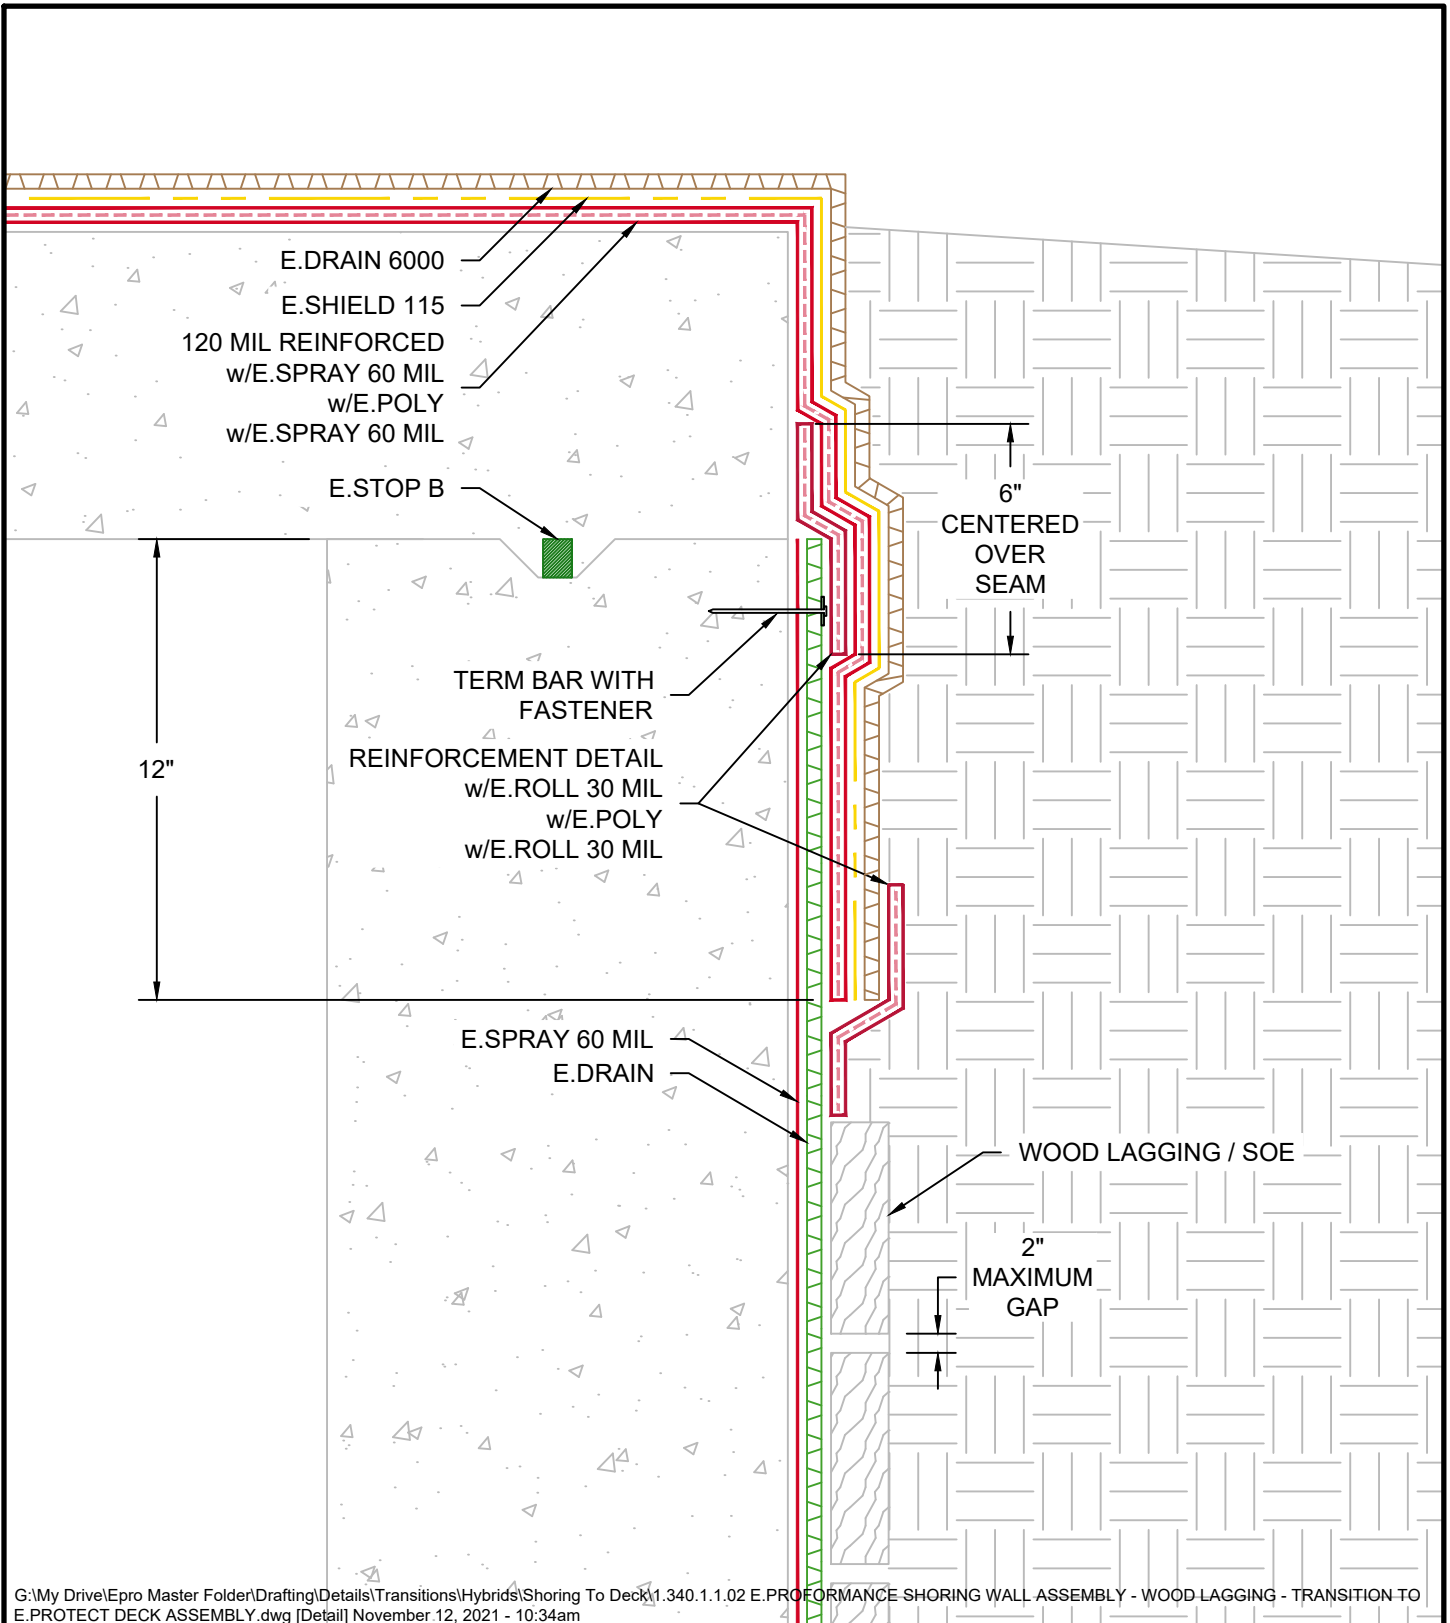 E.DRAIN 6000
E.SHIELD 115
120 MIL REINFORCED
w/E.SPRAY 60 MIL
w/E.POLY
w/E.SPRAY 60 MIL
E.STOP B
6"
CENTERED
OVER
SEAM
12"
TERM BAR WITH
FASTENER
REINFORCEMENT DETAIL
w/E.ROLL 30 MIL
w/E.POLY
w/E.ROLL 30 MIL
E.SPRAY 60 MIL
E.DRAIN
WOOD LAGGING / SOE
2"
MAXIMUM
GAP
G:\My Drive\Epro Master Folder\Drafting\Details\Transitions\Hybrids\Shoring To Deck\1.340.1.1.02 E.PROFORMANCE SHORING WALL ASSEMBLY - WOOD LAGGING - TRANSITION TO
E.PROTECT DECK ASSEMBLY.dwg [Detail] November 12, 2021 - 10:34am